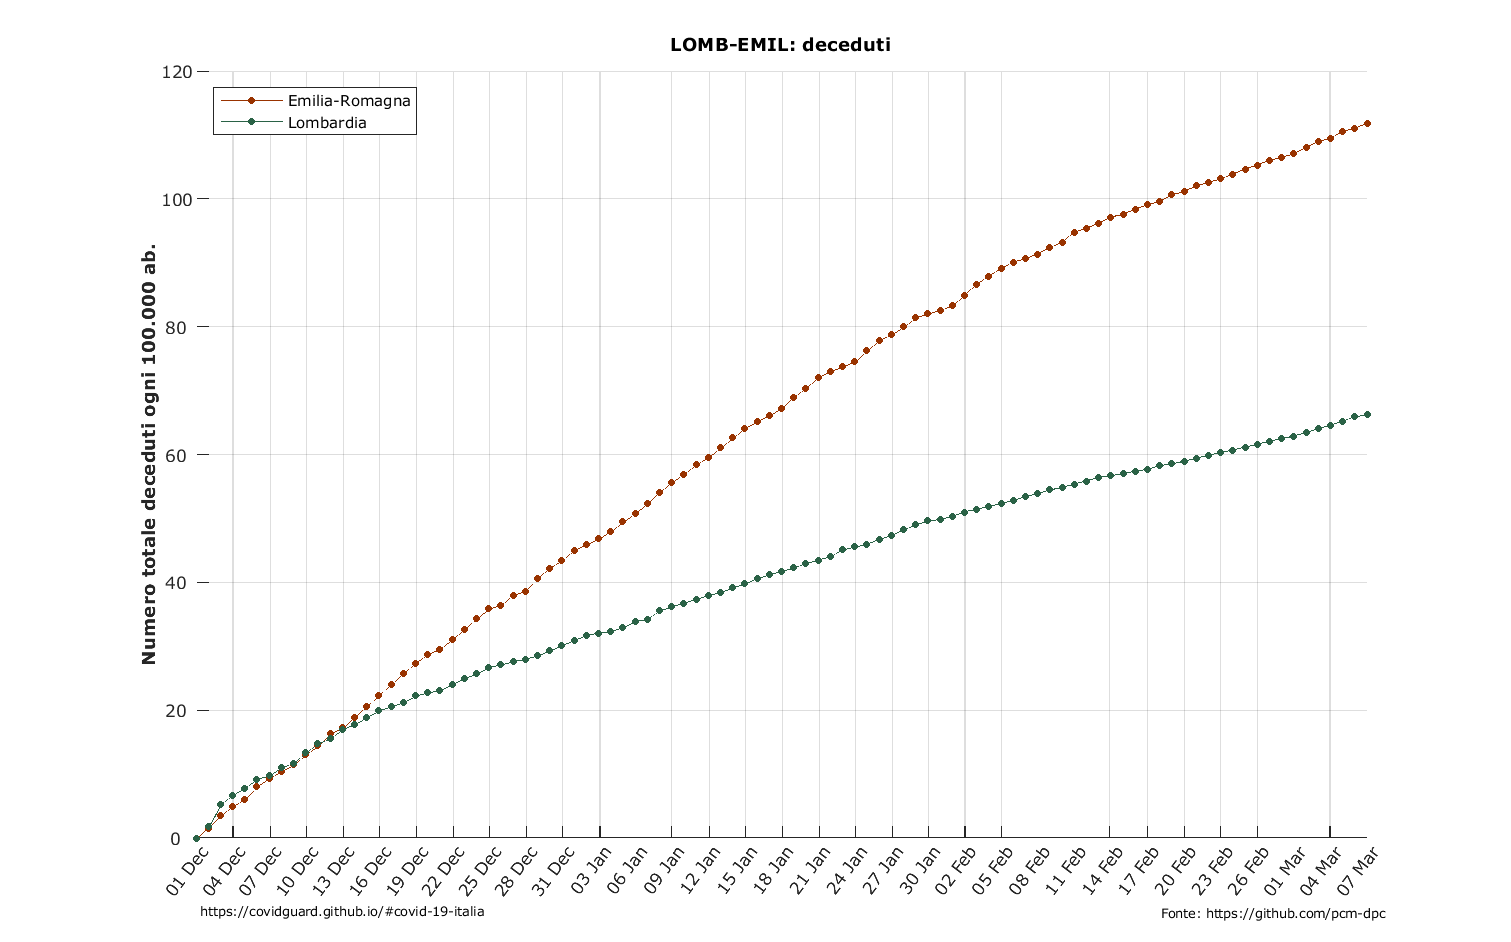 LOMB-EMIL: deceduti
Emilia-Romagna
Lombardia
Numero totale deceduti ogni 100.000 ab.
120
100
80
60
40
20
0
01 Dec
04 Dec
07 Dec
10 Dec
13 Dec
16 Dec
19 Dec
22 Dec
25 Dec
28 Dec
31 Dec
03 Jan
06 Jan
09 Jan
12 Jan
15 Jan
18 Jan
21 Jan
24 Jan
27 Jan
30 Jan
02 Feb
05 Feb
08 Feb
11 Feb
14 Feb
17 Feb
20 Feb
23 Feb
26 Feb
01 Mar
04 Mar
07 Mar
https://covidguard.github.io/#covid-19-italia
Fonte: https://github.com/pcm-dpc